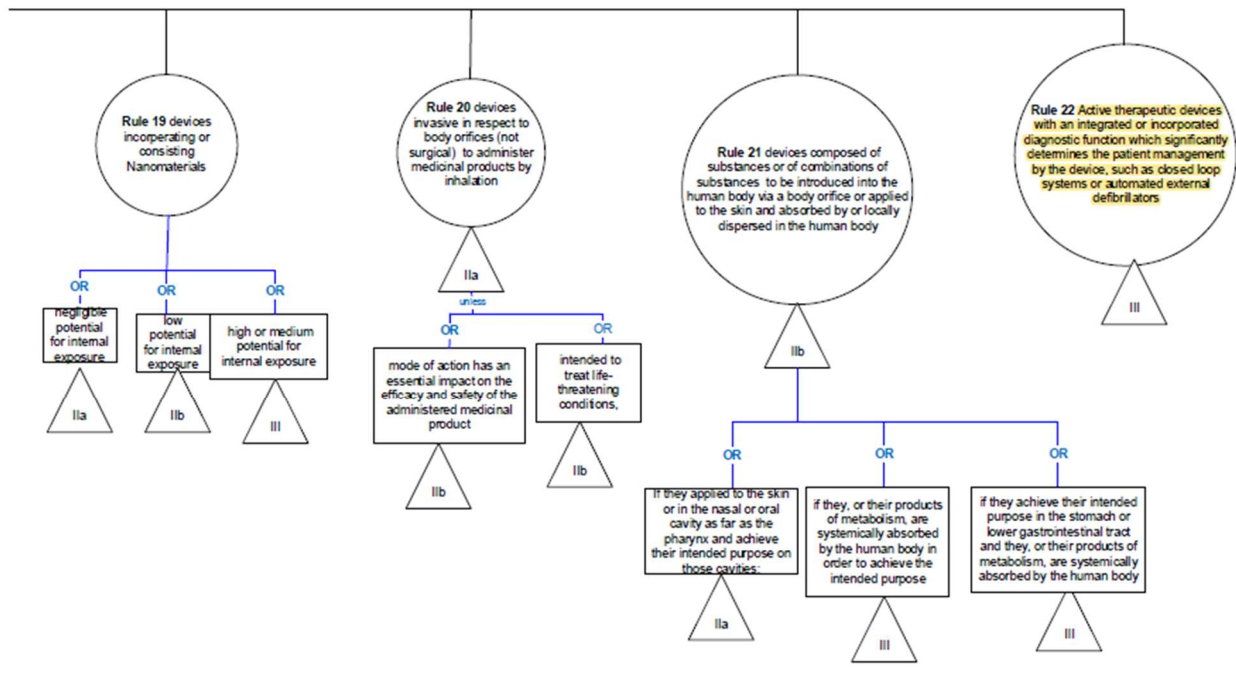 Rule 19 devices
incorperating or
consisting
Nanomaterials
OR
OR
OR
negligible
potential
for internal
exposure
low
potential
for internal
exposure
high or medium
potential for
internal exposure
IIa
IIb
III
Rule 20 devices
invasive in respect to
body orifices (not
surgical) to administer
medicinal products by
inhalation
IIa
unless
OR
OR
mode of action has an
essential impact on the
efficacy and safety of the
administered medicinal
product
intended to
treat life-
threatening
conditions,
IIb
IIb
Rule 21 devices composed of
substances or of combinations of
substances to be introduced into the
human body via a body orifice or applied
to the skin and absorbed by or locally
dispersed in the human body
IIb
OR
OR
OR
If they applied to the skin
or in the nasal or oral
cavity as far as the
pharynx and achieve
their intended purpose on
those cavities:
if they, or their products
of metabolism, are
systemically absorbed
by the human body in
order to achieve the
intended purpose
if they achieve their intended
purpose in the stomach or
lower gastrointestinal tract
and they, or their products of
metabolism, are systemically
absorbed by the human body
IIa
III
III
Rule 22 Active therapeutic devices
with an integrated or incorporated
diagnostic function which significantly
determines the patient management
by the device, such as closed loop
systems or automated external
defibrillators
III